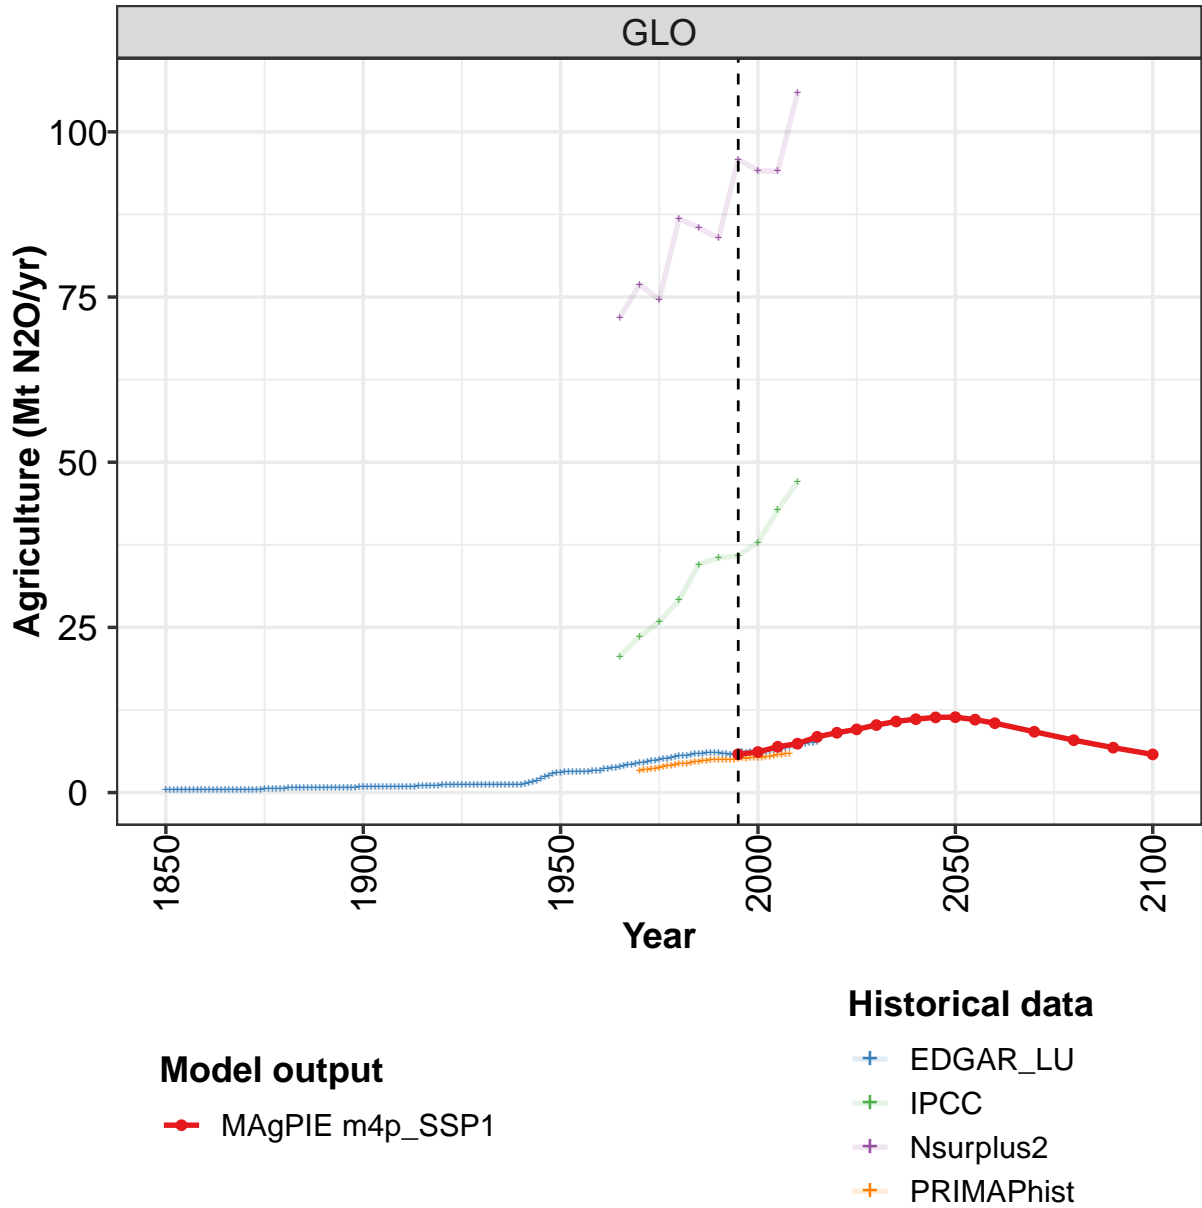 GLO
Agriculture (Mt N2O/yr)
100
75
50
25
0
1850
1900
1950
2000
2050
2100
Year
Model output
MAgPIE m4p_SSP1
Historical data
EDGAR_LU
IPCC
Nsurplus2
PRIMAPhist